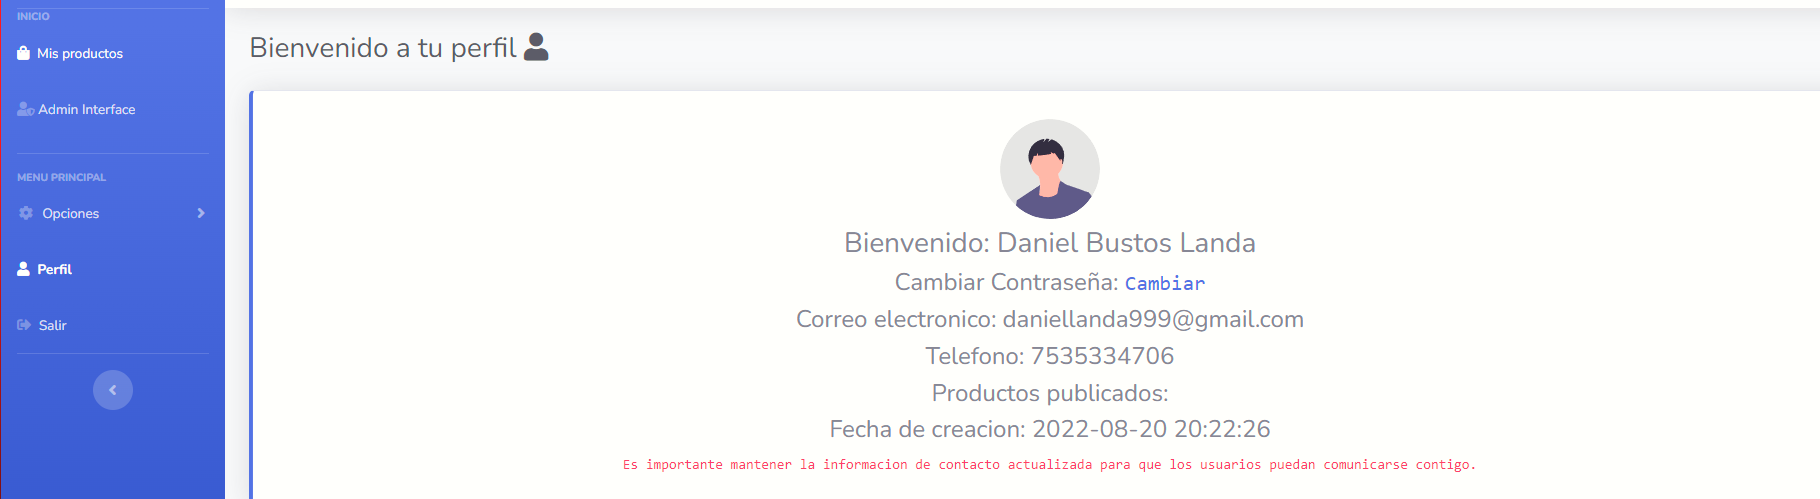 INICIO
Mis productos
Admin Interface
MENU PRINCIPAL
Opciones
Perfil
Salir
Bienvenido a tu perfil
Bienvenido: Daniel Bustos Landa
Cambiar Contraseña: Cambiar
Correo electronico: daniellanda999@gmail.com
Telefono: 7535334706
Productos publicados:
Fecha de creacion: 2022-08-20 20:22:26
Es importante mantener la informacion de contacto actualizada para que los usuarios puedan comunicarse contigo.